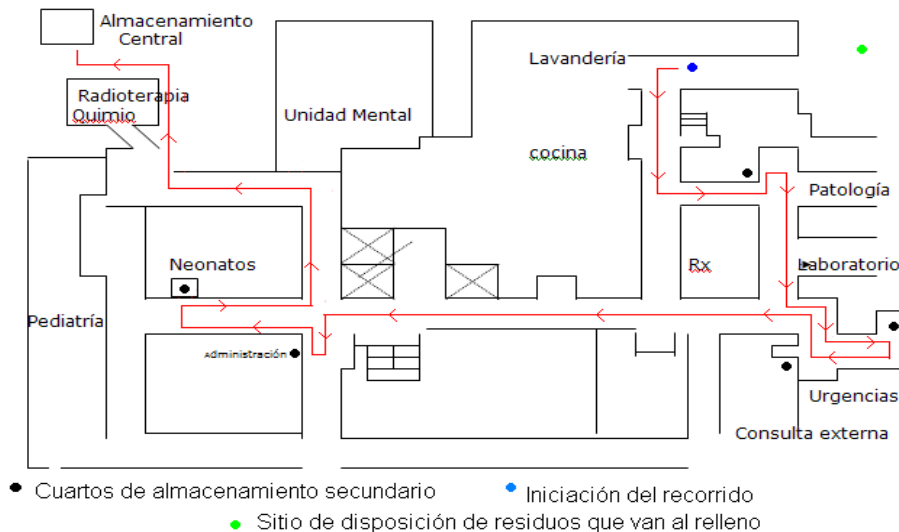 Almacenamiento
Central
Lavandería
Radioterapia
Quimio
Unidad Mental
cocina
Patología
Neonatos
Rx
Laboratorio
Pediatría
Administración
Urgencias
Consulta externa
Cuartos de almacenamiento secundario
Iniciación del recorrido
Sitio de disposición de residuos que van al relleno